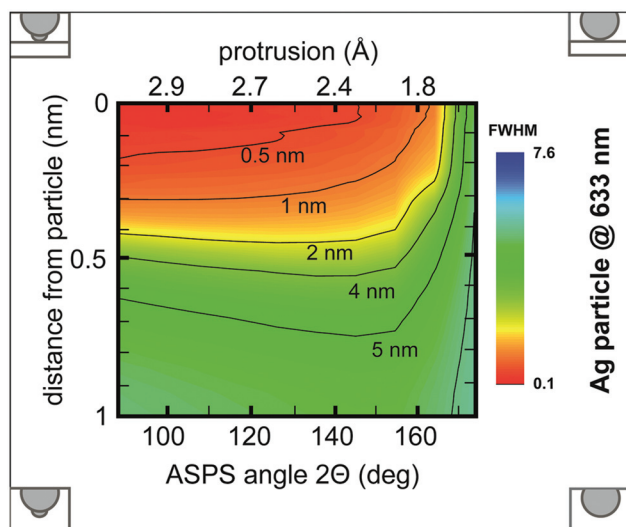 protrusion (Å)
2.9 2.7 2.4 1.8
0
0.5
1
distance from particle (nm)
0.5 nm
1 nm
2 nm
4 nm
5 nm
100 120 140 160
ASPS angle 2Θ (deg)
FWHM
7.6
0.1
Ag particle @ 633 nm